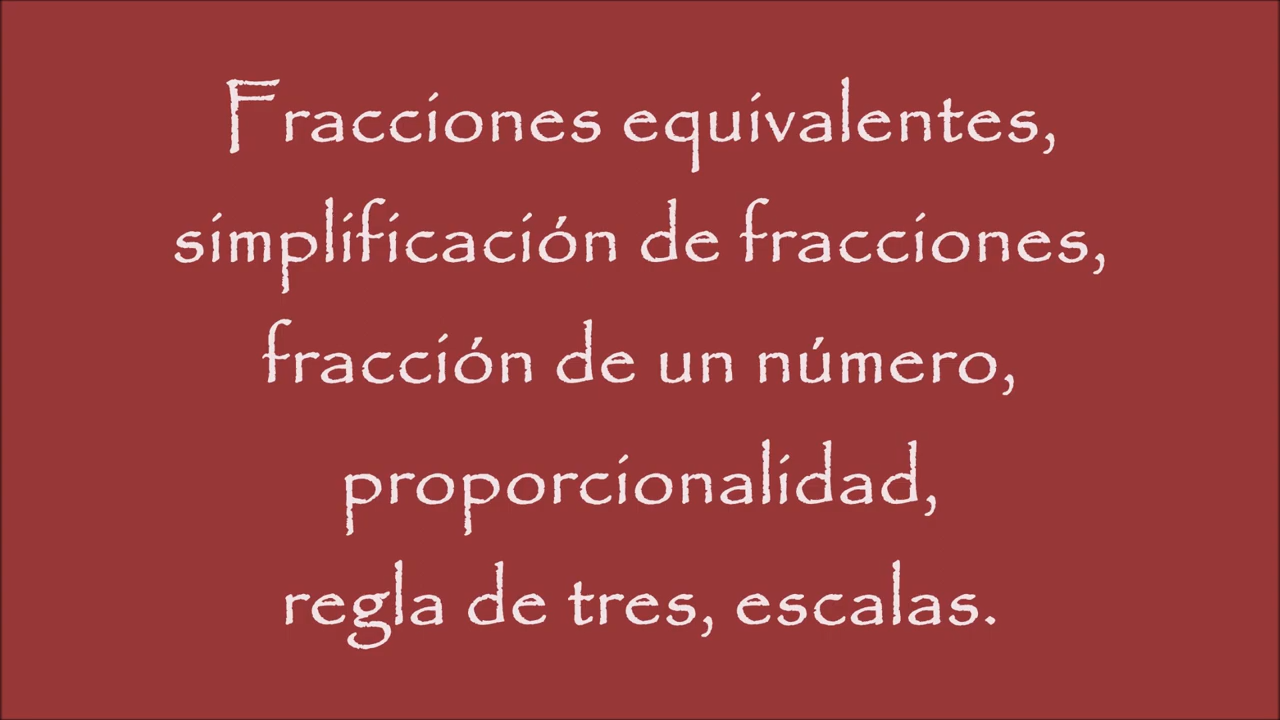 Fracciones equivalentes,
simplificación de fracciones,
fracción de un número,
proporcionalidad,
regla de tres, escalas.